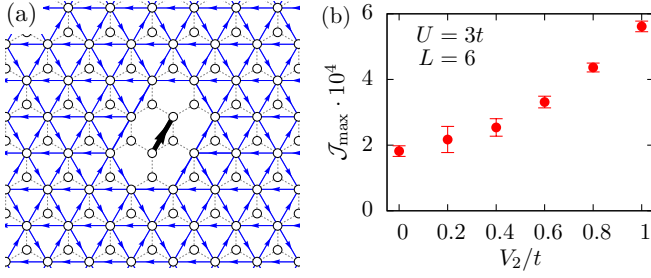 (a)
(b)
U = 3t
L = 6
𝒥max · 10⁴
6
4
2
0
0 0.2 0.4 0.6 0.8 1
V₂/t